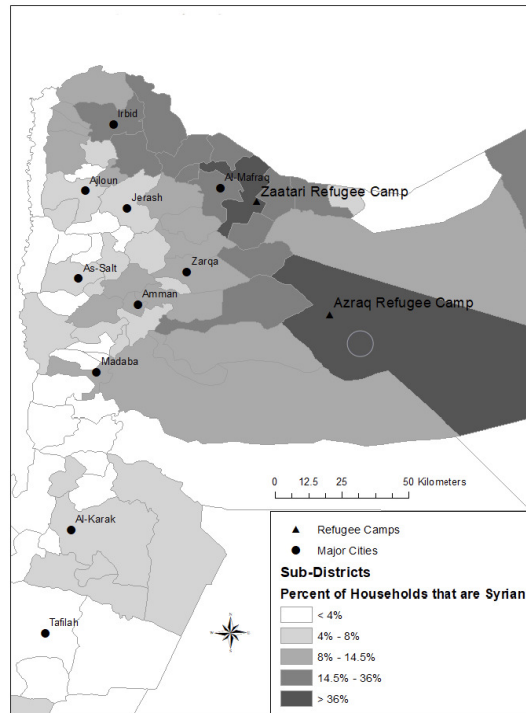 Irbid
Al-Mafraq
Ajloun
Zaatari Refugee Camp
Jerash
As-Salt
Zarqa
Amman
Azraq Refugee Camp
Madaba
0 12.5 25 50 Kilometers
Al-Karak
Refugee Camps
Major Cities
Sub-Districts
Percent of Households that are Syrian
< 4%
4% - 8%
8% - 14.5%
14.5% - 36%
> 36%
Tafilah